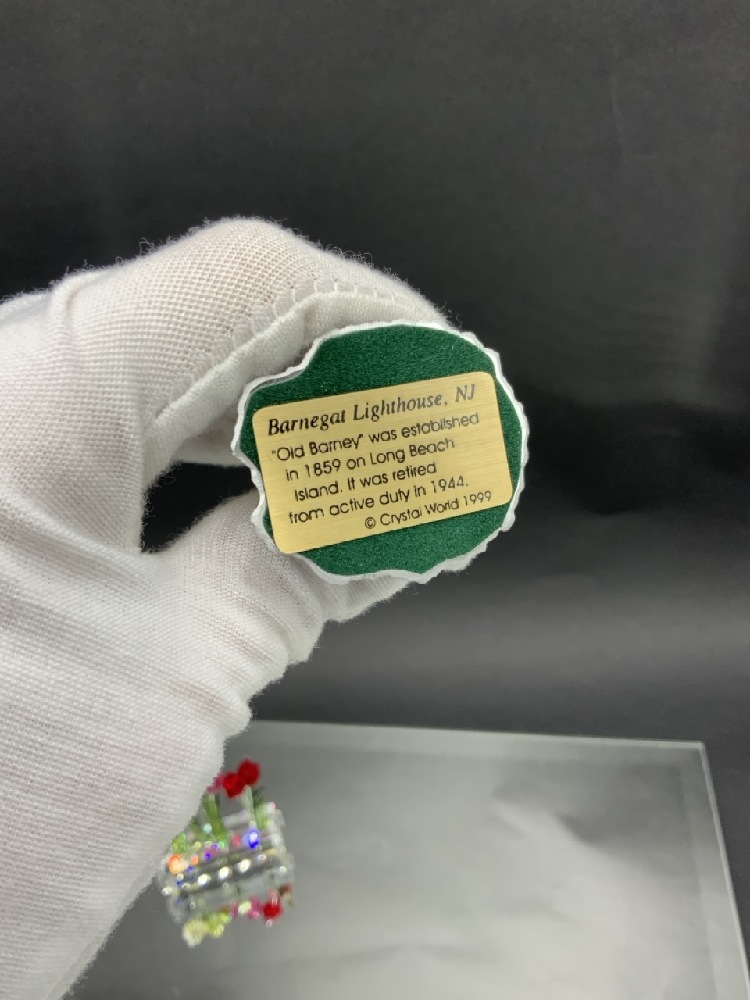 Barnegat Lighthouse, NJ
"Old Barney" was established
in 1859 on Long Beach
Island. It was retired
from active duty in 1944.
© Crystal World 1999